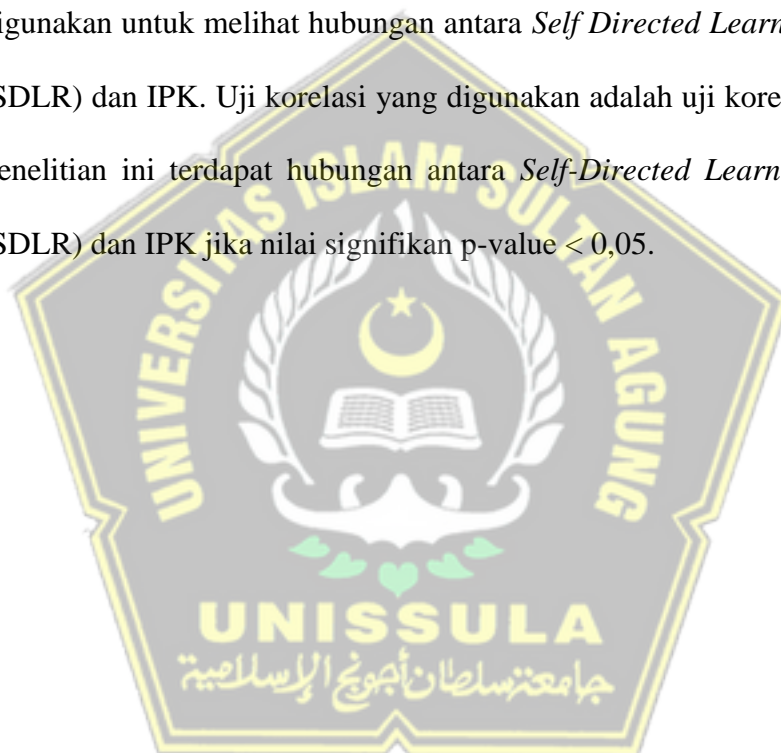 igunakan untuk melihat hubungan antara Self Directed Learn
SDLR) dan IPK. Uji korelasi yang digunakan adalah uji kore
enelitian ini terdapat hubungan antara Self-Directed Learn
SDLR) dan IPK jika nilai signifikan p-value < 0,05.
UNIVERSITAS ISLAM SULTAN AGUNG
UNISSULA
جامعتسلطان أجونج الإسلامية